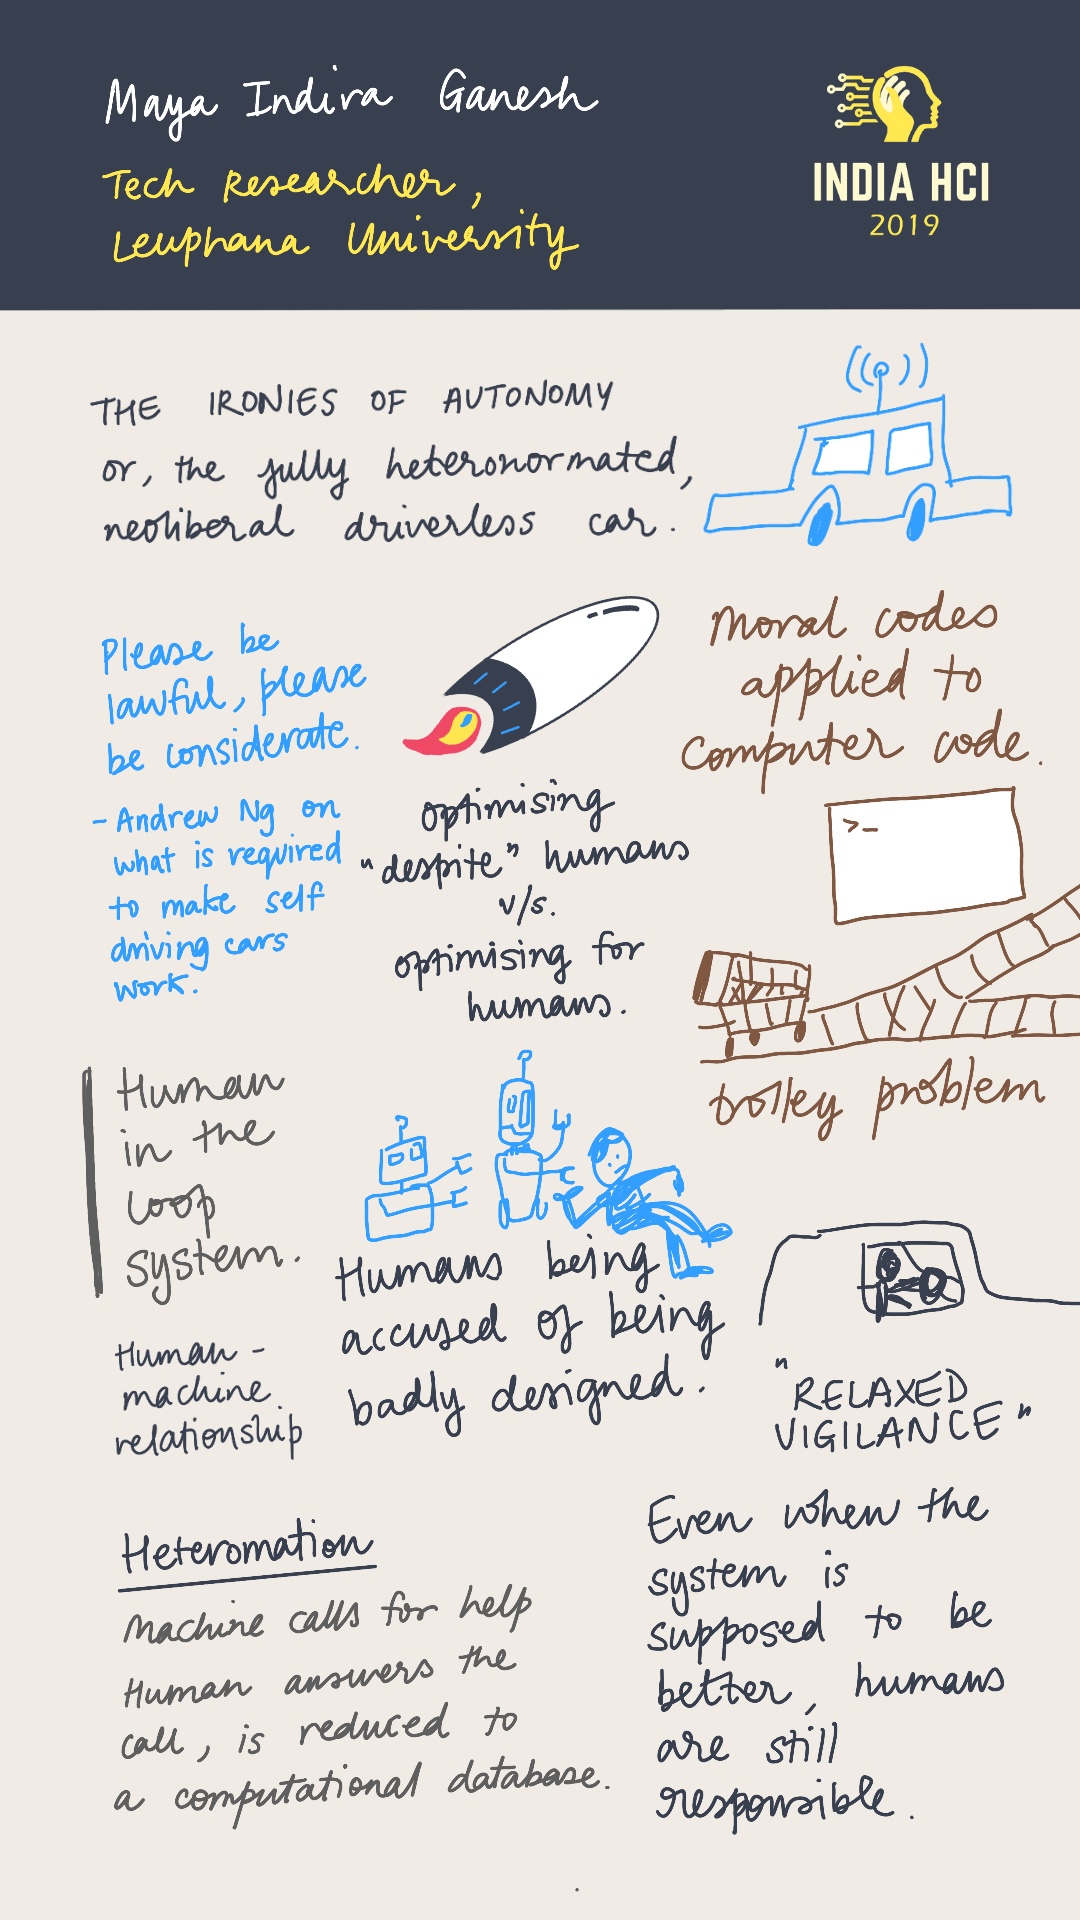 Maya Indira Ganesh
Tech Researcher,
Leuphana University
INDIA HCI
2019
THE IRONIES OF AUTONOMY
or, the fully heteronormated,
neoliberal driverless car.
Please be
lawful, please
be considerate.
- Andrew Ng on
what is required
to make self
driving cars
work.
optimising
"despite" humans
v/s.
optimising for
humans.
Moral codes
applied to
computer code.
>_
trolley problem
Human
in the
loop
system.
Human -
machine
relationship
Humans being
accused of being
badly designed.
"RELAXED
VIGILANCE"
Heteromation
Machine calls for help
Human answers the
call, is reduced to
a computational database.
Even when the
system is
supposed to be
better, humans
are still
responsible.